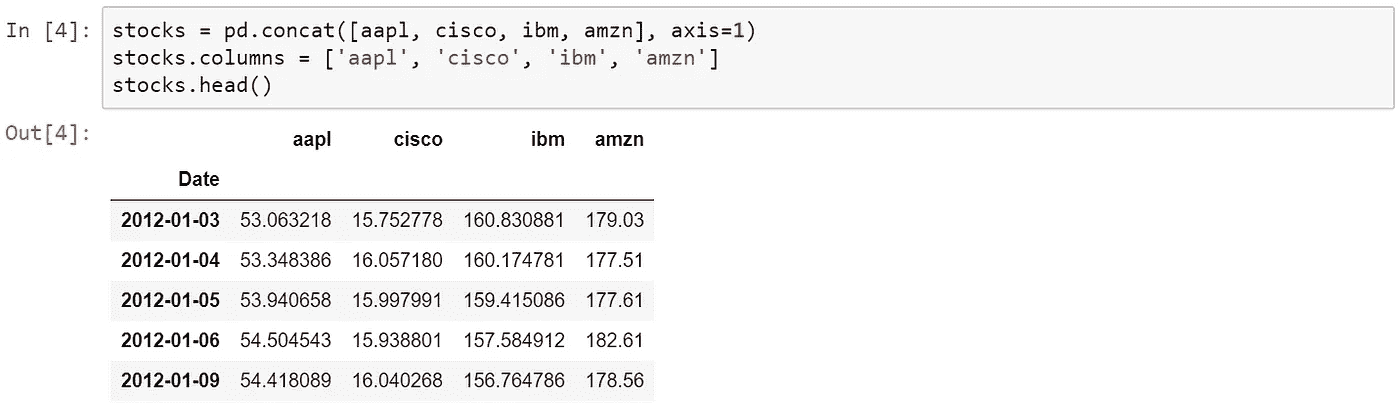 In [4]: stocks = pd.concat([aapl, cisco, ibm, amzn], axis=1)
stocks.columns = ['aapl', 'cisco', 'ibm', 'amzn']
stocks.head()
Out[4]:
aapl cisco ibm amzn
Date
2012-01-03 53.063218 15.752778 160.830881 179.03
2012-01-04 53.348386 16.057180 160.174781 177.51
2012-01-05 53.940658 15.997991 159.415086 177.61
2012-01-06 54.504543 15.938801 157.584912 182.61
2012-01-09 54.418089 16.040268 156.764786 178.56